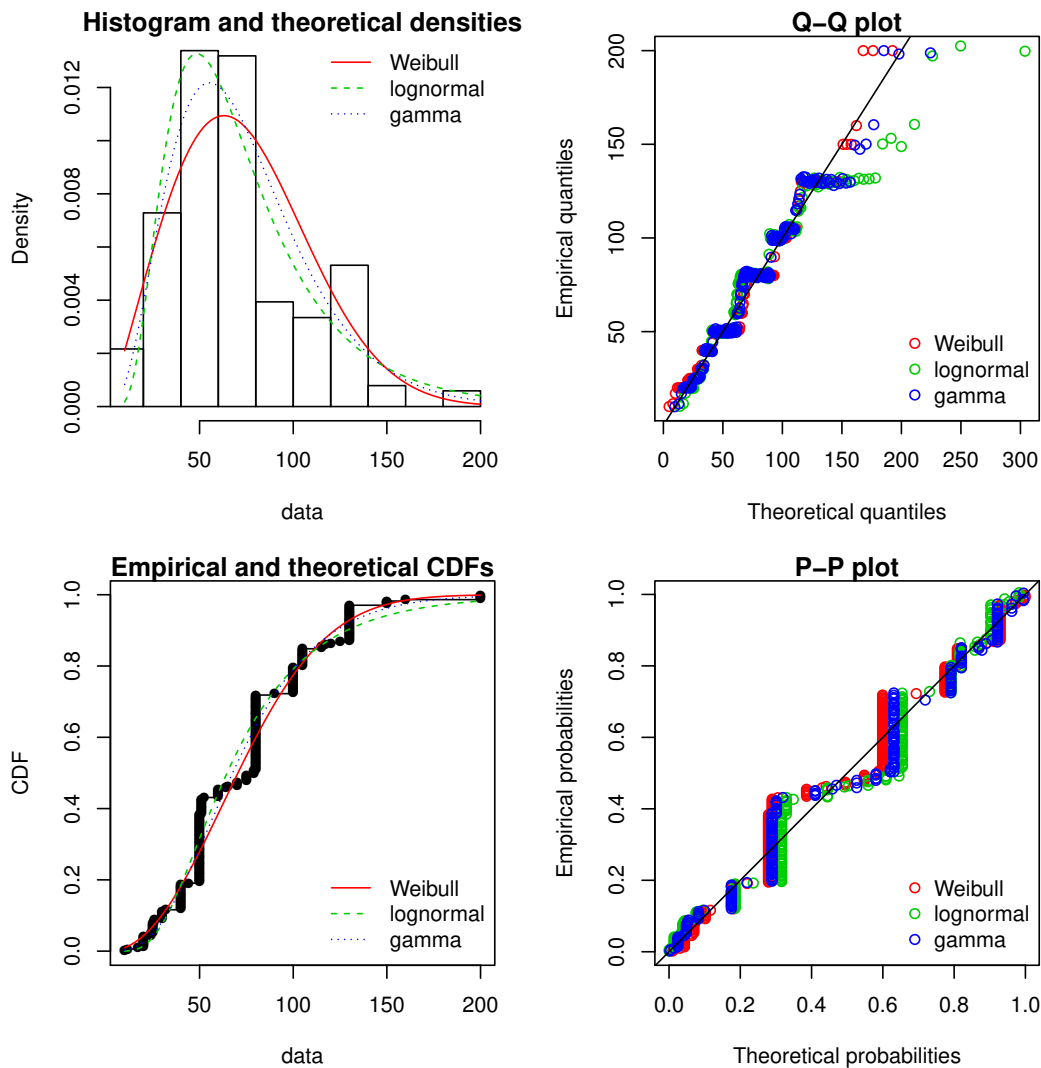 Histogram and theoretical densities
Density
0.000
0.004
0.008
0.012
Weibull
lognormal
gamma
50
100
150
200
data
Q−Q plot
Empirical quantiles
50
100
150
200
Weibull
lognormal
gamma
0
50
100
150
200
250
300
Theoretical quantiles
Empirical and theoretical CDFs
CDF
0.0
0.2
0.4
0.6
0.8
1.0
Weibull
lognormal
gamma
50
100
150
200
data
P−P plot
Empirical probabilities
0.0
0.2
0.4
0.6
0.8
1.0
Weibull
lognormal
gamma
0.0
0.2
0.4
0.6
0.8
1.0
Theoretical probabilities